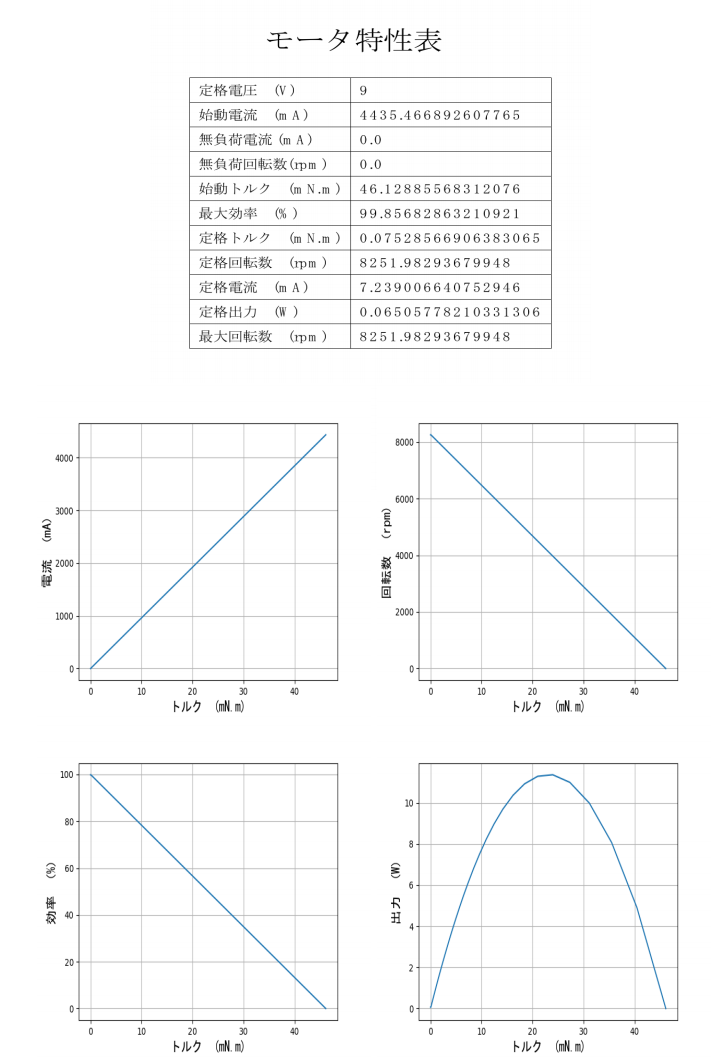 モータ特性表
定格電圧 (V) 9
始動電流 (mA) 4435.466892607765
無負荷電流(mA) 0.0
無負荷回転数(rpm) 0.0
始動トルク (mN.m) 46.12885568312076
最大効率 (%) 99.85682863210921
定格トルク (mN.m) 0.07528566906383065
定格回転数 (rpm) 8251.98293679948
定格電流 (mA) 7.239006640752946
定格出力 (W) 0.06505778210331306
最大回転数 (rpm) 8251.98293679948
電流 (mA)
4000
3000
2000
1000
0
0 10 20 30 40
トルク (mN.m)
回転数 (rpm)
8000
6000
4000
2000
0
0 10 20 30 40
トルク (mN.m)
効率 (%)
100
80
60
40
20
0
0 10 20 30 40
トルク (mN.m)
出力 (W)
10
8
6
4
2
0
0 10 20 30 40
トルク (mN.m)